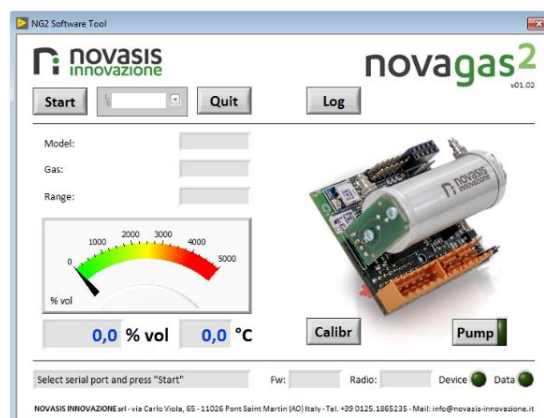 NG2 Software Tool
novasis
innovazione
novagas2
v01.02
Start
Quit
Log
Model:
Gas:
Range:
0
1000
2000
3000
4000
5000
% vol
novasis
innovazione
0,0 % vol
0,0 °C
Calibr
Pump
Select serial port and press "Start"
Fw:
Radio:
Device
Data
NOVASIS INNOVAZIONE srl - via Carlo Viola, 65 - 11026 Pont Saint Martin (AO) Italy - Tel. +39 0125.1865235 - Mail: info@novasis-innovazione.it